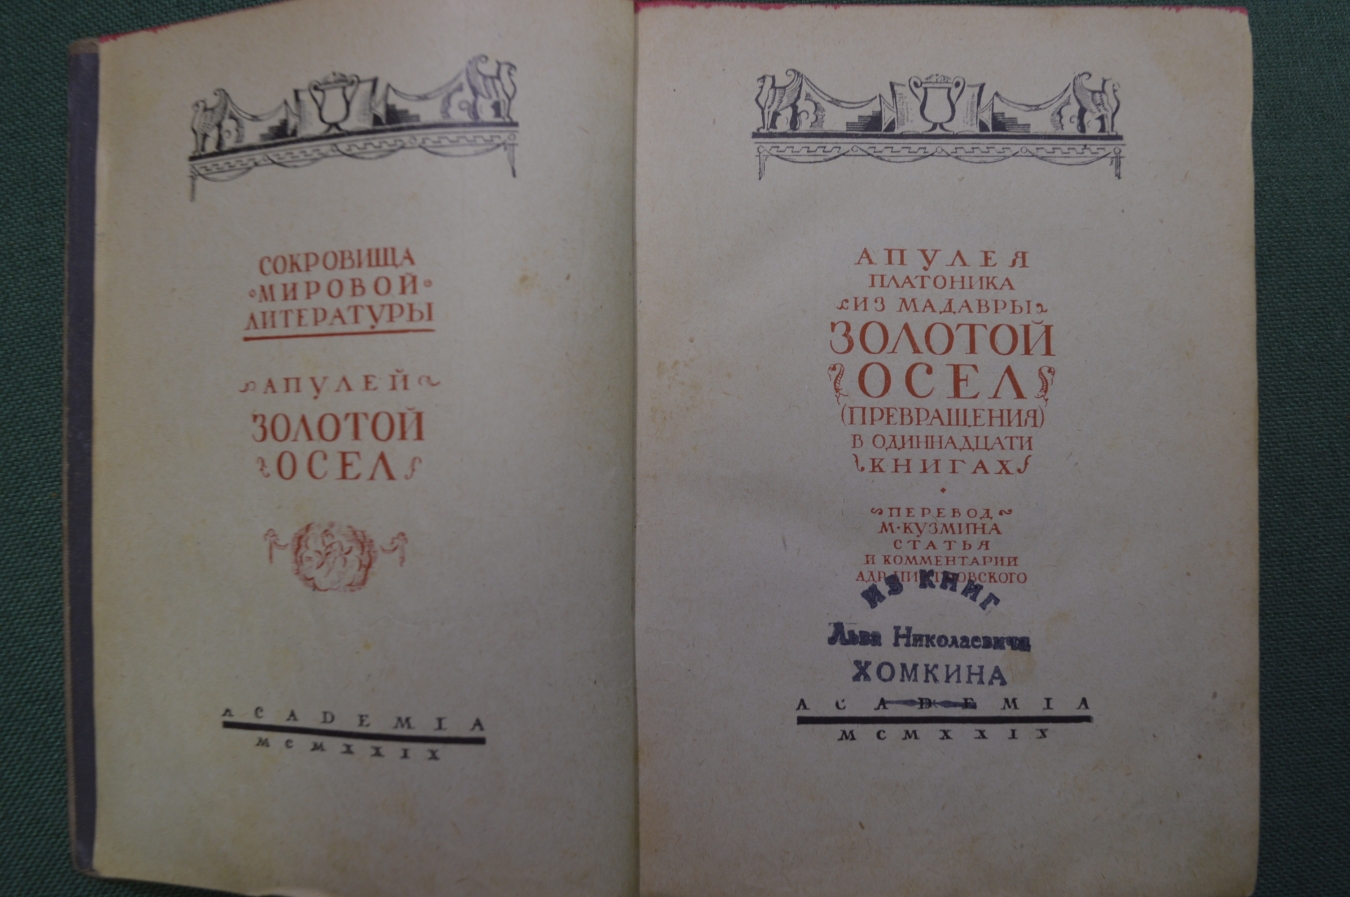 СОКРОВИЩА
МИРОВОЙ
ЛИТЕРАТУРЫ
АПУЛЕЙ
ЗОЛОТОЙ
ОСЕЛ
ACADEMIA
MCMXXIX
АПУЛЕЯ
ПЛАТОНИКА
ИЗ МАДАВРЫ
ЗОЛОТОЙ
ОСЕЛ
(ПРЕВРАЩЕНИЯ)
В ОДИННАДЦАТИ
КНИГАХ
ПЕРЕВОД
М·КУЗМИНА
СТАТЬЯ
И КОММЕНТАРИИ
ИЗ КНИГ
Льва Николаевича
ХОМКИНА
ACADEMIA
MCMXXIX